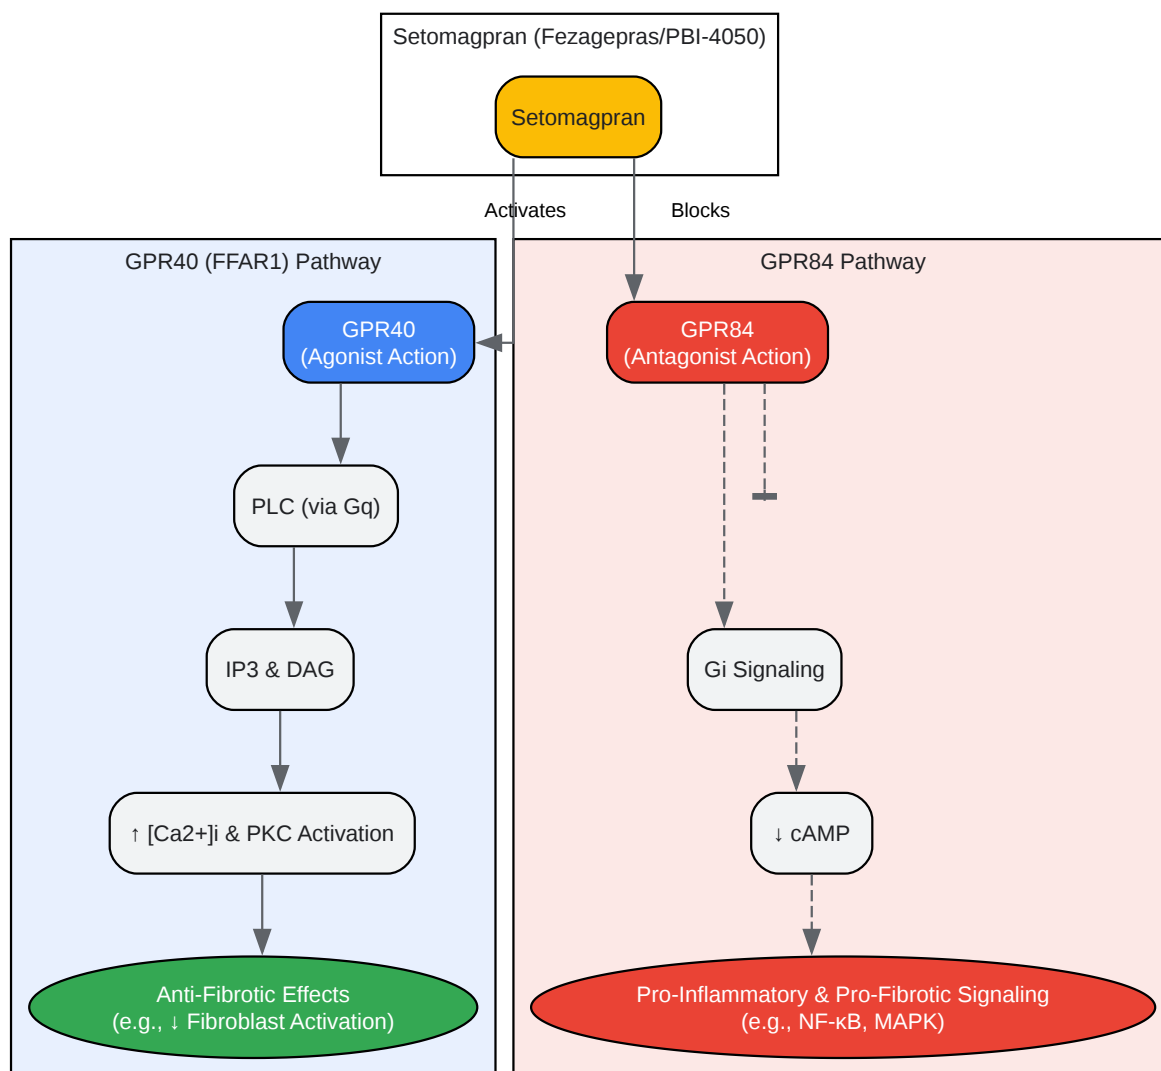 Setomagpran (Fezagepras/PBI-4050)
Setomagpran
Activates
Blocks
GPR40 (FFAR1) Pathway
GPR40
(Agonist Action)
PLC (via Gq)
IP3 & DAG
↑ [Ca2+]i & PKC Activation
Anti-Fibrotic Effects
(e.g., ↓ Fibroblast Activation)
GPR84 Pathway
GPR84
(Antagonist Action)
Gi Signaling
↓ cAMP
Pro-Inflammatory & Pro-Fibrotic Signaling
(e.g., NF-κB, MAPK)